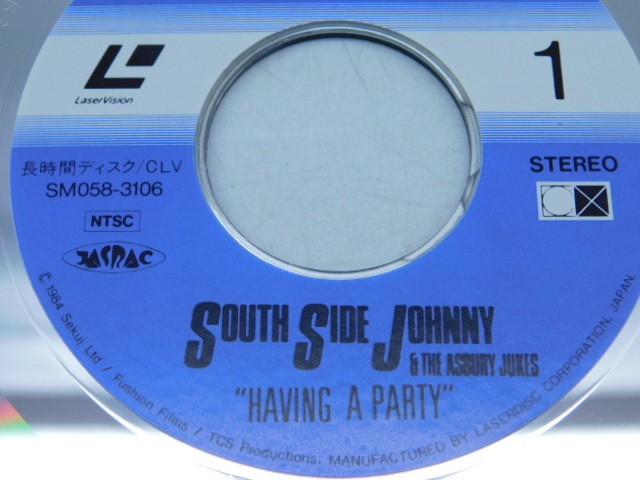 LaserVision
1
長時間ディスク/CLV
SM058-3106
STEREO
NTSC
JASRAC
SOUTH SIDE JOHNNY
& THE ASBURY JUKES
"HAVING A PARTY"
© 1984 Sekuj Ltd / Fushion Films / TCS Productions. MANUFACTURED BY LASERDISC CORPORATION, JAPAN.